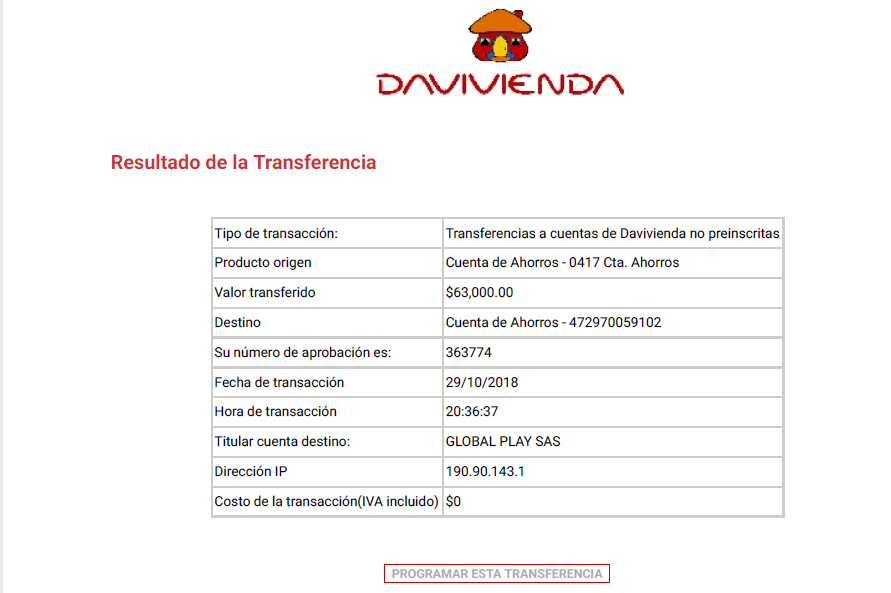 DAVIVIENDA
Resultado de la Transferencia
Tipo de transacción: Transferencias a cuentas de Davivienda no preinscritas
Producto origen Cuenta de Ahorros - 0417 Cta. Ahorros
Valor transferido $63,000.00
Destino Cuenta de Ahorros - 472970059102
Su número de aprobación es: 363774
Fecha de transacción 29/10/2018
Hora de transacción 20:36:37
Titular cuenta destino: GLOBAL PLAY SAS
Dirección IP 190.90.143.1
Costo de la transacción(IVA incluido) $0
PROGRAMAR ESTA TRANSFERENCIA